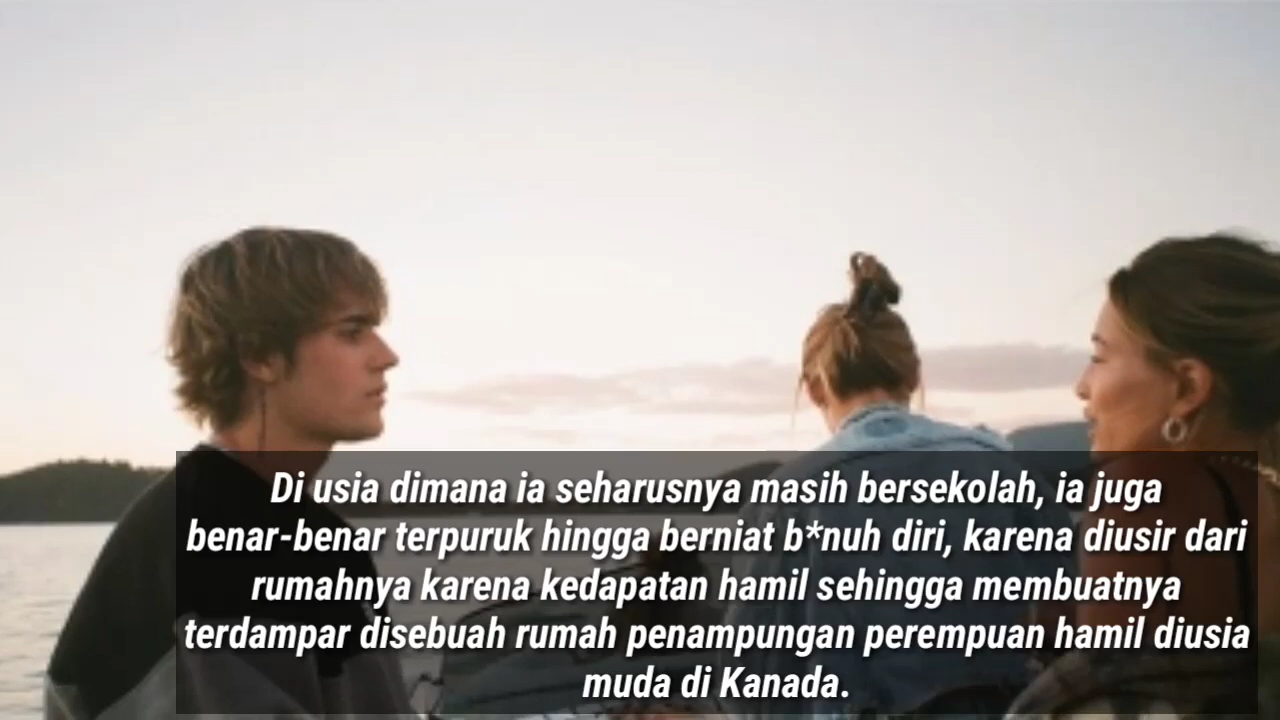 Di usia dimana ia seharusnya masih bersekolah, ia juga
benar-benar terpuruk hingga berniat b*nuh diri, karena diusir dari
rumahnya karena kedapatan hamil sehingga membuatnya
terdampar disebuah rumah penampungan perempuan hamil diusia
muda di Kanada.